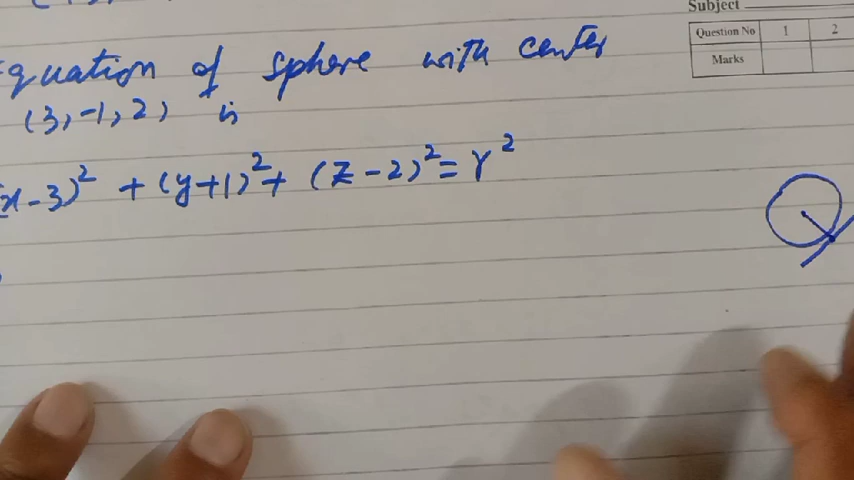 Subject
Question No 1 2
Marks
Equation of sphere with center
(3,-1,2) is
(x-3)² + (y+1)² + (z-2)² = r²